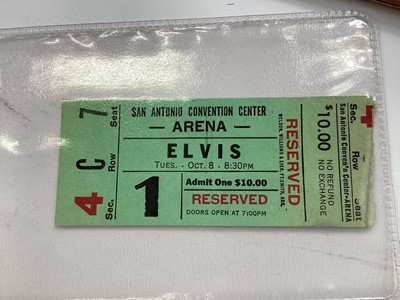 7 Seat
C Row
4 Sec.
SAN ANTONIO CONVENTION CENTER
— ARENA —
ELVIS
TUES. - OCT. 8 - 8:30PM
1
Admit One $10.00
RESERVED
DOORS OPEN AT 7:00PM
RESERVED
$10.00
NO REFUND
NO EXCHANGE
San Antonio Conven'n Center-ARENA
Sec.
Row
Seat